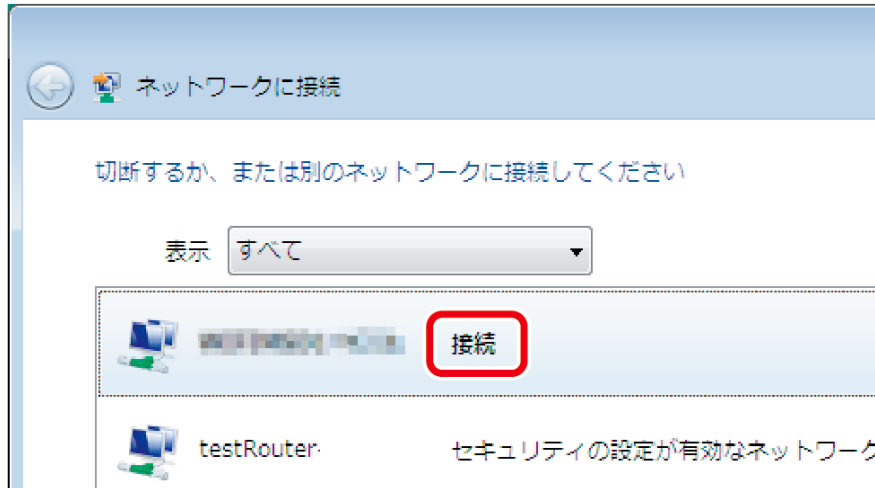 ネットワークに接続
切断するか、または別のネットワークに接続してください
表示 すべて
接続
testRouter- セキュリティの設定が有効なネットワーク